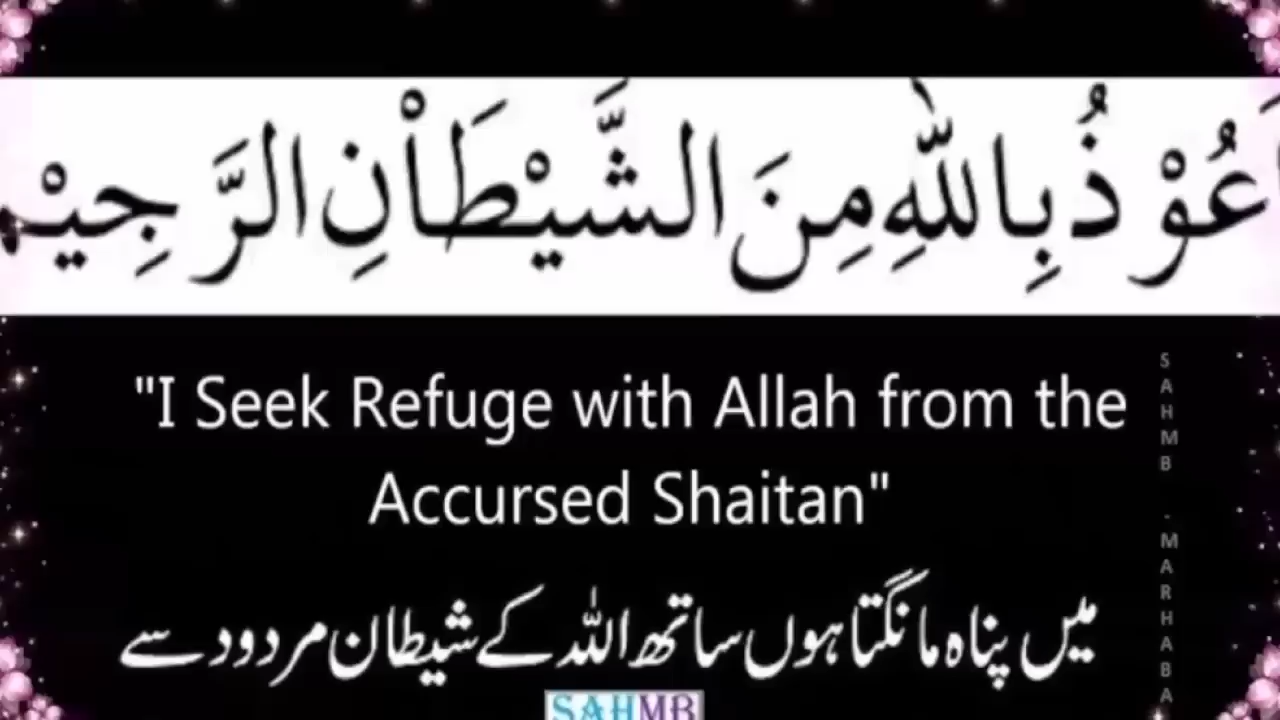 اَعُوْذُ بِاللّٰهِ مِنَ الشَّيْطَاْنِ الرَّجِيْم
"I Seek Refuge with Allah from the
Accursed Shaitan"
میں پناہ مانگتا ہوں ساتھ اللہ کے شیطان مردود سے
SAHMB
SAHMB - MARHABA